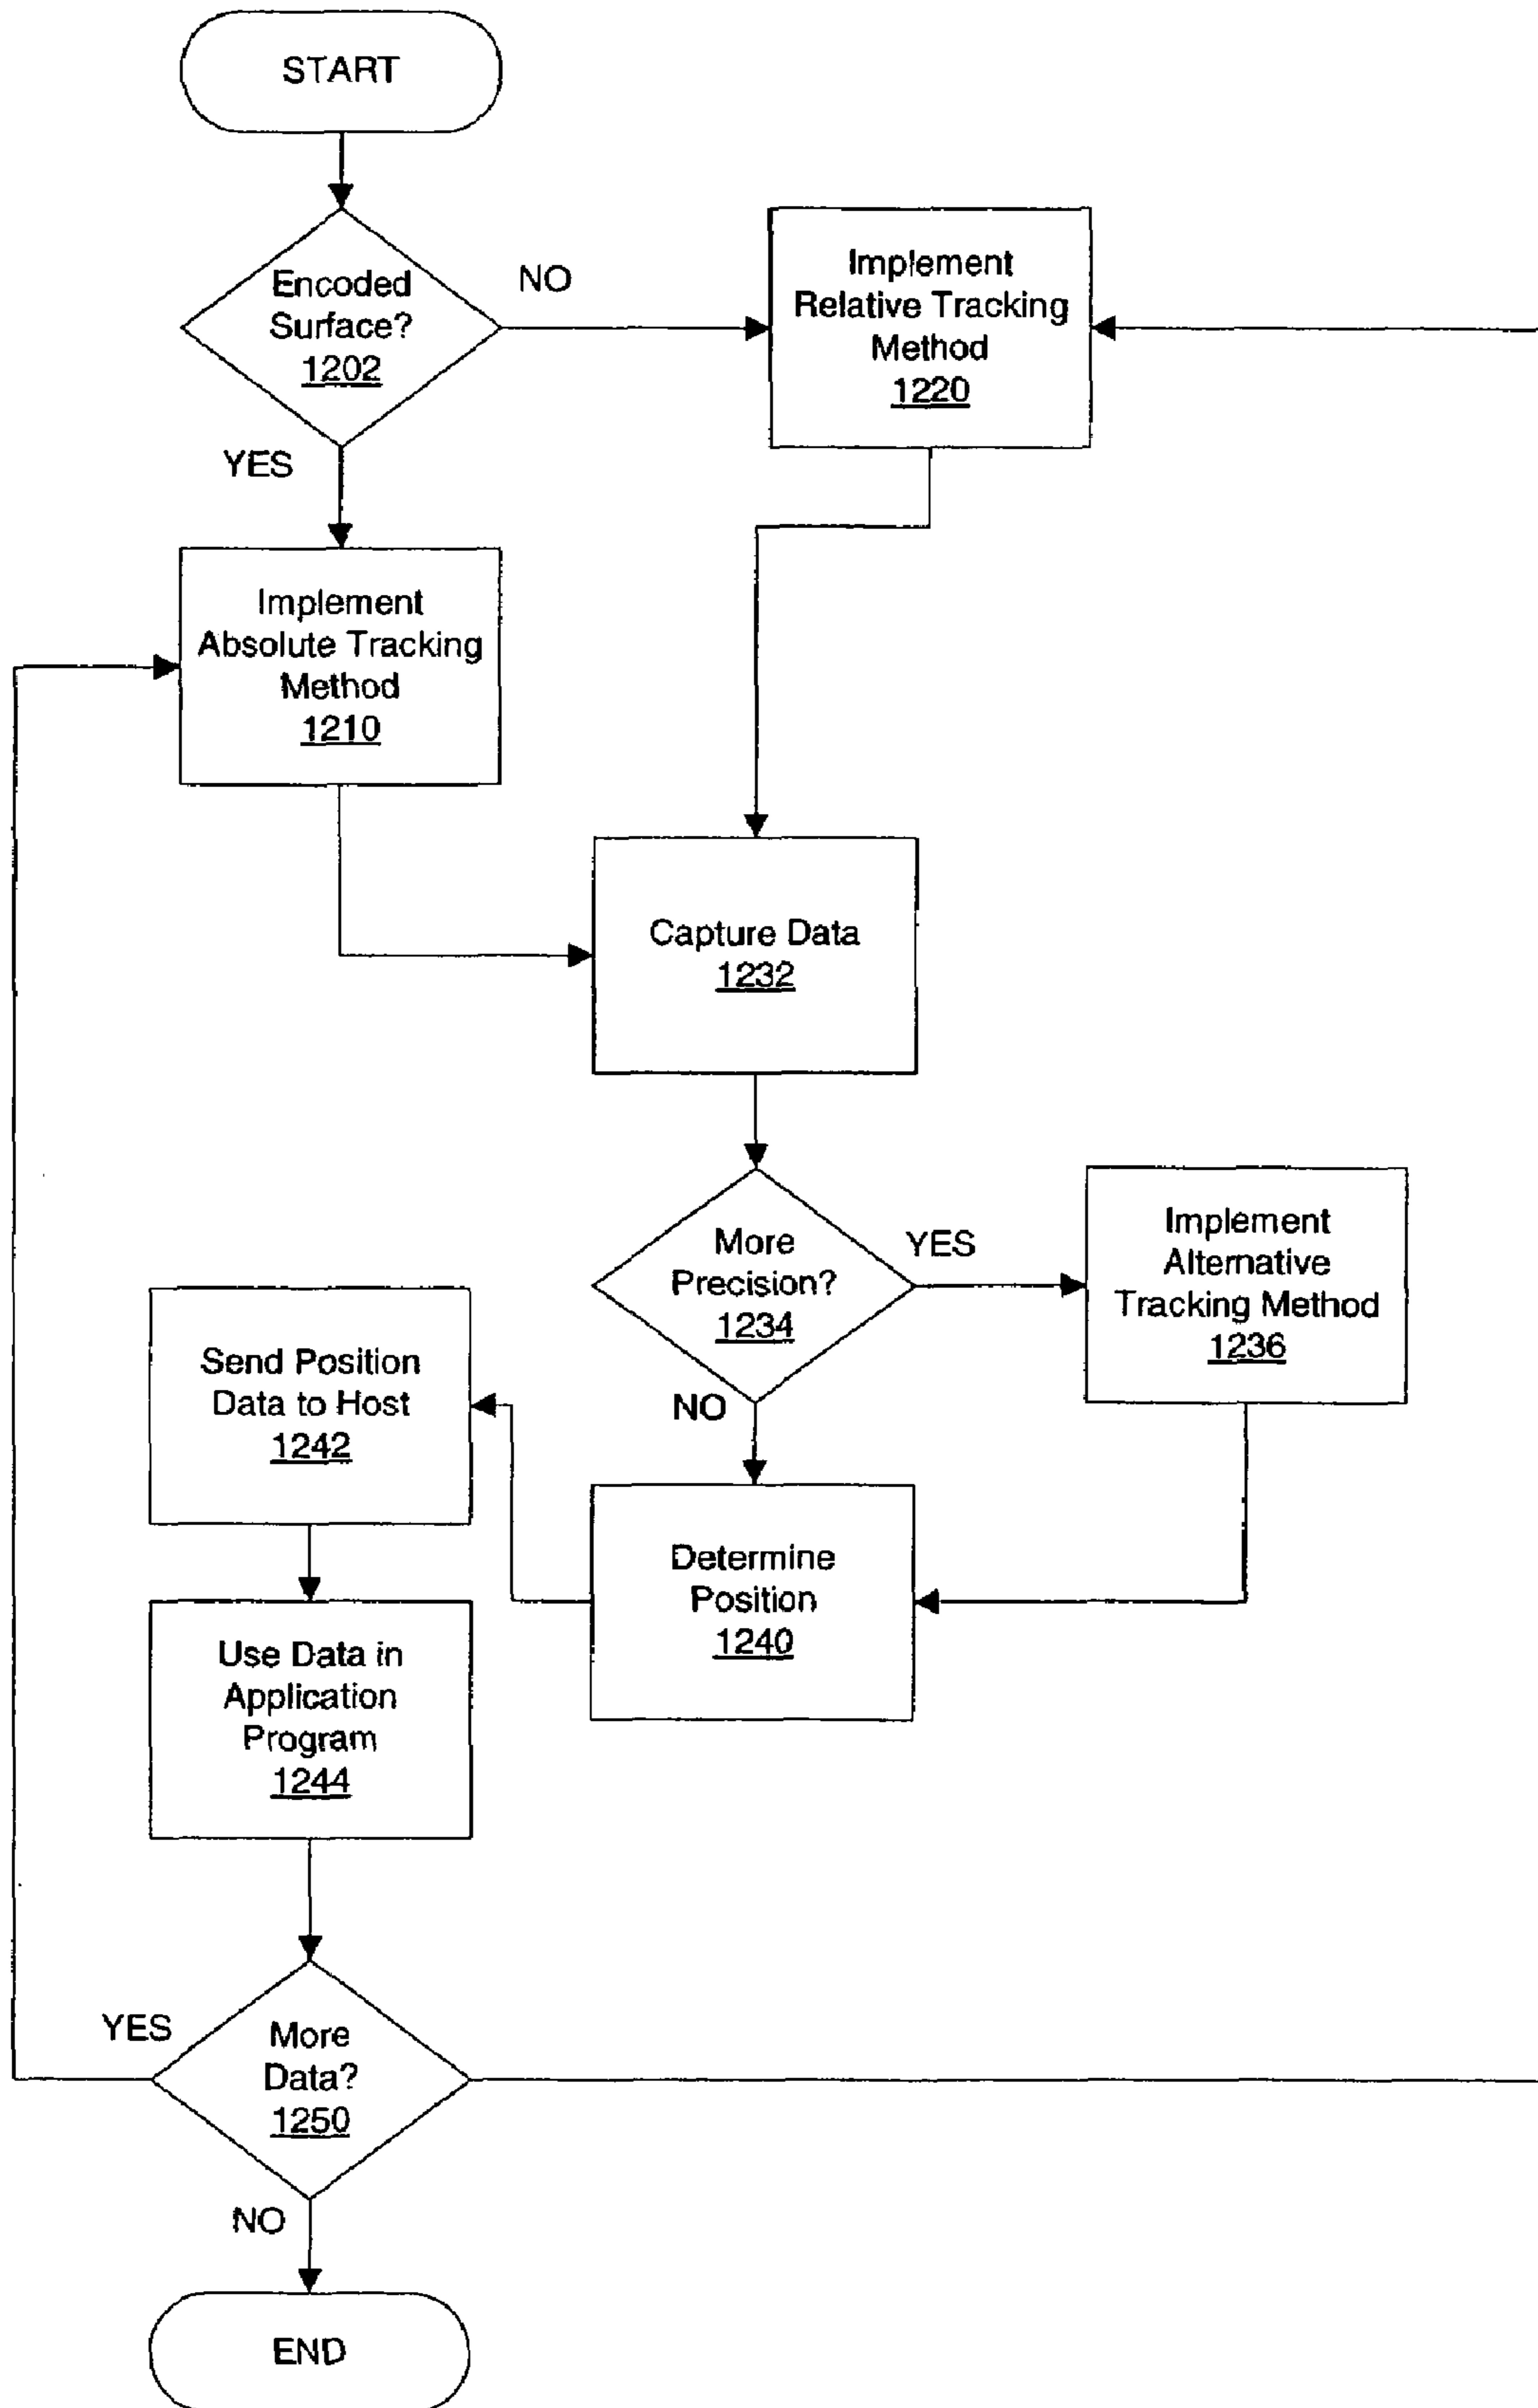 START
Encoded
Surface?
1202
NO
YES
Implement
Relative Tracking
Method
1220
Implement
Absolute Tracking
Method
1210
Capture Data
1232
More
Precision?
1234
YES
NO
Implement
Alternative
Tracking Method
1236
Determine
Position
1240
Send Position
Data to Host
1242
Use Data in
Application
Program
1244
More
Data?
1250
YES
NO
END